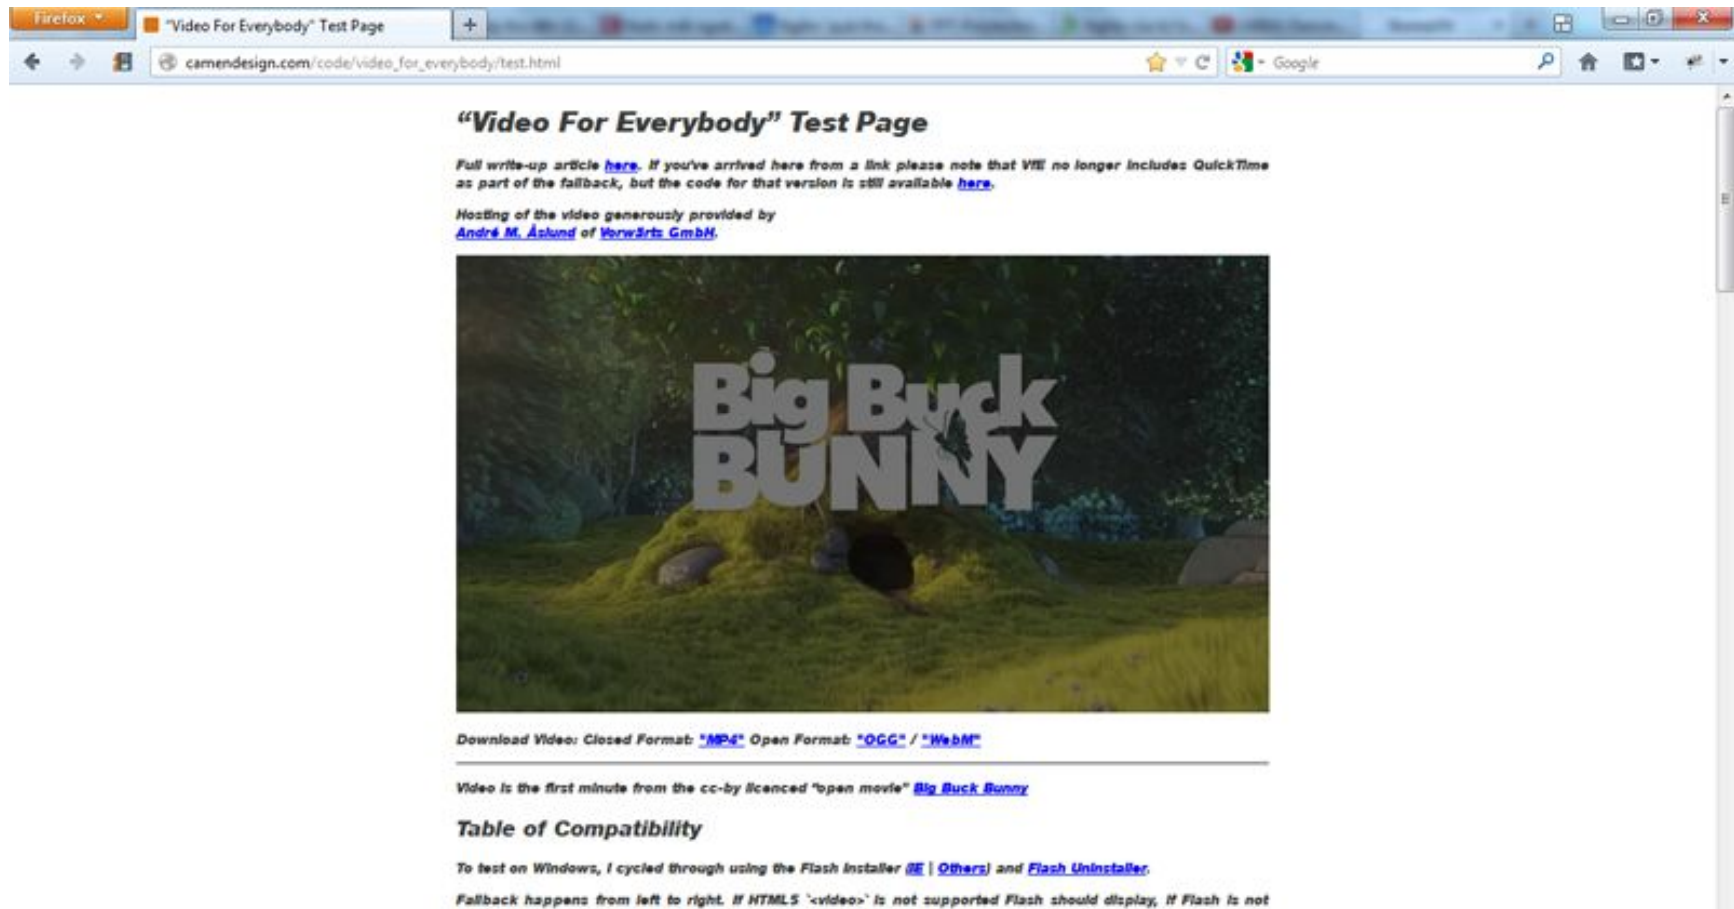 Firefox
"Video For Everybody" Test Page
camendesign.com/code/video_for_everybody/test.html
Google
“Video For Everybody” Test Page
Full write-up article here. If you've arrived here from a link please note that VfE no longer includes QuickTime
as part of the fallback, but the code for that version is still available here.
Hosting of the video generously provided by
André M. Åslund of Vorwärts GmbH.
Big Buck
BUNNY
Download Video: Closed Format: "MP4" Open Format: "OGG" / "WebM"
Video is the first minute from the cc-by licenced “open movie” Big Buck Bunny
Table of Compatibility
To test on Windows, I cycled through using the Flash Installer (IE | Others) and Flash Uninstaller.
Fallback happens from left to right. If HTML5 `<video>` is not supported Flash should display, if Flash is not